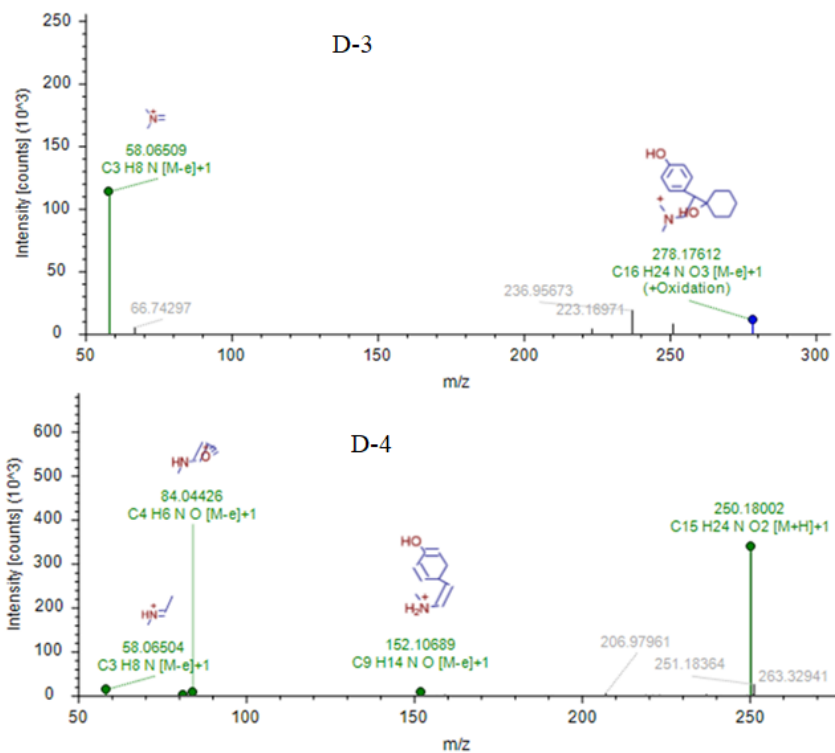 D-3
Intensity [counts] (10^3)
250
200
150
100
50
0
N
+
58.06509
C3 H8 N [M-e]+1
66.74297
236.95673
223.16971
HO
+
N
HO
278.17612
C16 H24 N O3 [M-e]+1
(+Oxidation)
50
100
150
200
250
300
m/z
D-4
Intensity [counts] (10^3)
600
500
400
300
200
100
0
HN
O
84.04426
C4 H6 N O [M-e]+1
+
HN
58.06504
C3 H8 N [M-e]+1
HO
+
H2N
152.10689
C9 H14 N O [M-e]+1
206.97961
250.18002
C15 H24 N O2 [M+H]+1
251.18364
263.32941
50
100
150
200
250
m/z